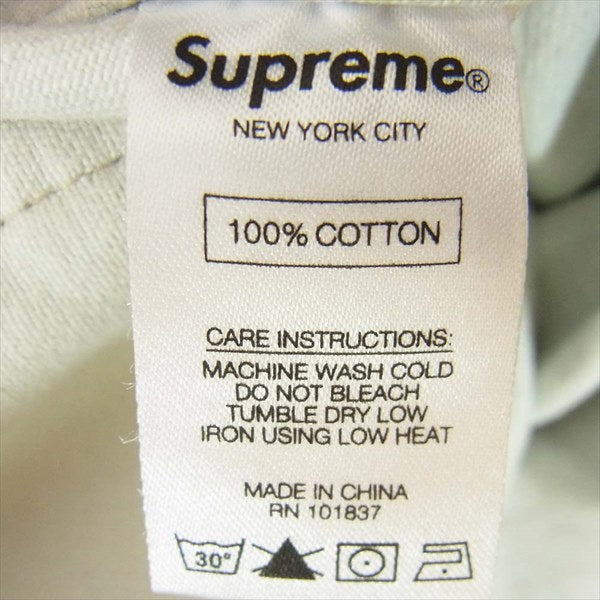 Supreme®
NEW YORK CITY
100% COTTON
CARE INSTRUCTIONS:
MACHINE WASH COLD
DO NOT BLEACH
TUMBLE DRY LOW
IRON USING LOW HEAT
MADE IN CHINA
RN 101837
30°